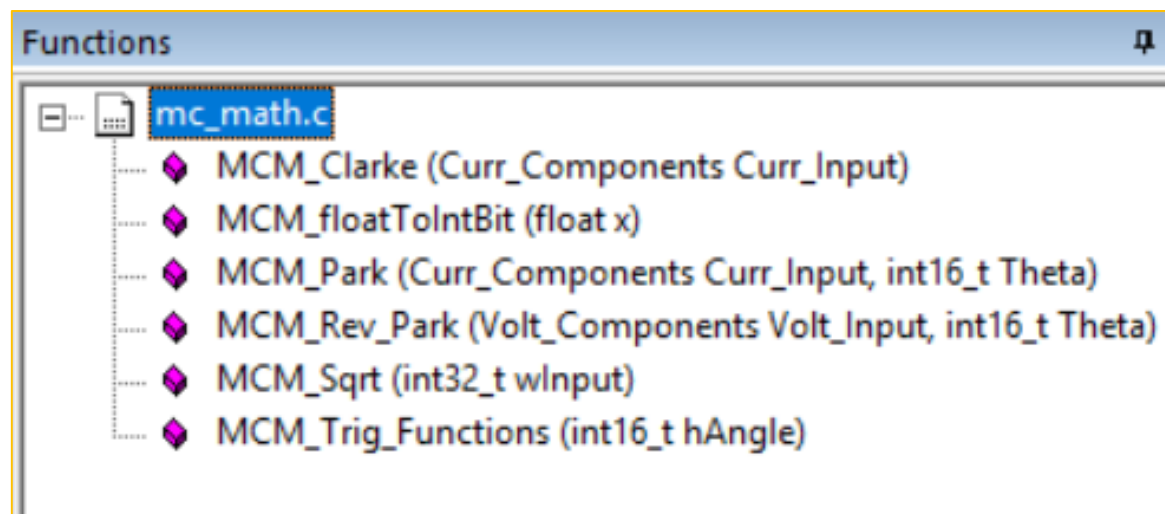 Functions
mc_math.c
MCM_Clarke (Curr_Components Curr_Input)
MCM_floatToIntBit (float x)
MCM_Park (Curr_Components Curr_Input, int16_t Theta)
MCM_Rev_Park (Volt_Components Volt_Input, int16_t Theta)
MCM_Sqrt (int32_t wInput)
MCM_Trig_Functions (int16_t hAngle)